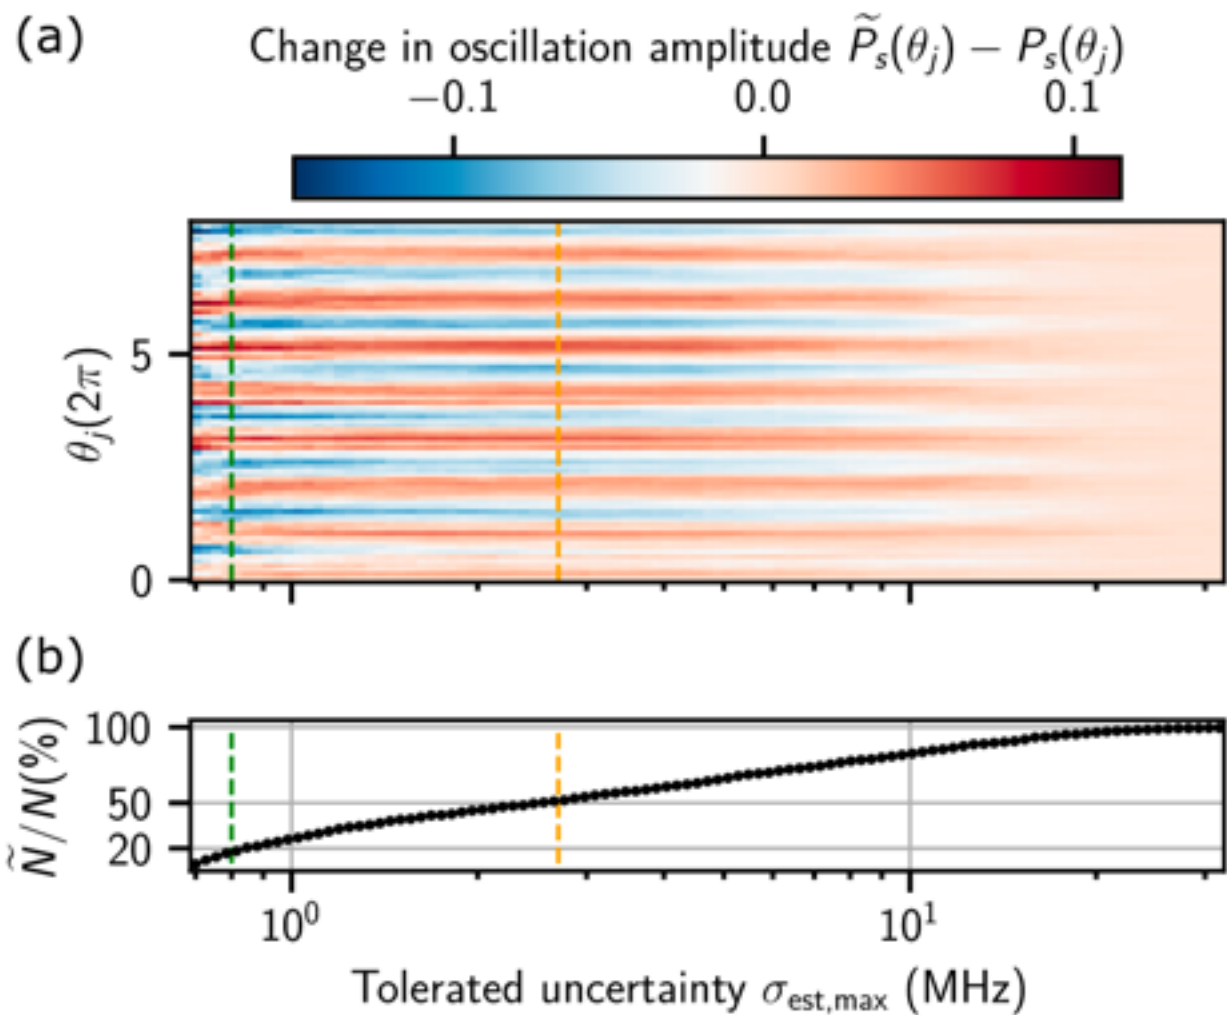 (a)
Change in oscillation amplitude P̃ₛ(θⱼ) − Pₛ(θⱼ)
−0.1 0.0 0.1
θⱼ(2π)
5
0
(b)
Ñ/N(%)
100
50
20
10⁰ 10¹
Tolerated uncertainty σest,max (MHz)